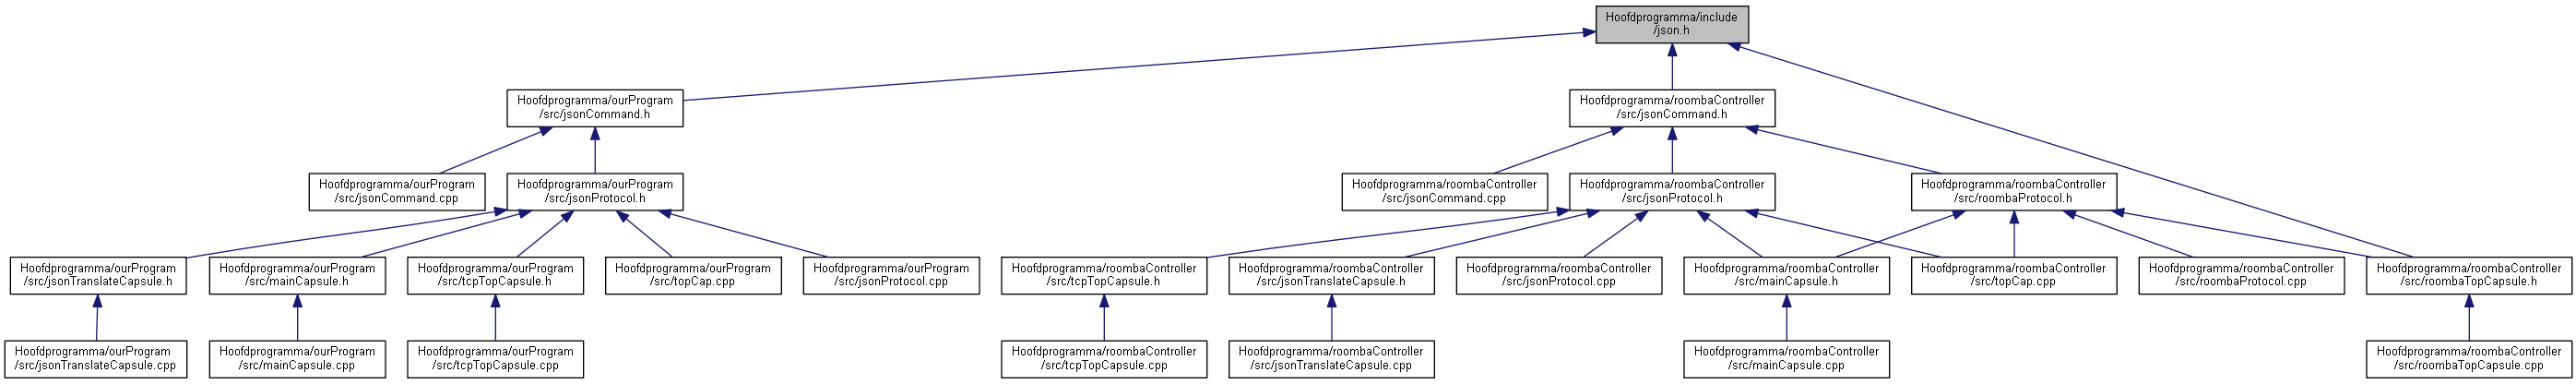 Hoofdprogramma/include
/json.h
Hoofdprogramma/ourProgram
/src/jsonCommand.h
Hoofdprogramma/roombaController
/src/jsonCommand.h
Hoofdprogramma/ourProgram
/src/jsonCommand.cpp
Hoofdprogramma/ourProgram
/src/jsonProtocol.h
Hoofdprogramma/roombaController
/src/jsonCommand.cpp
Hoofdprogramma/roombaController
/src/jsonProtocol.h
Hoofdprogramma/roombaController
/src/roombaProtocol.h
Hoofdprogramma/ourProgram
/src/jsonTranslateCapsule.h
Hoofdprogramma/ourProgram
/src/mainCapsule.h
Hoofdprogramma/ourProgram
/src/tcpTopCapsule.h
Hoofdprogramma/ourProgram
/src/topCap.cpp
Hoofdprogramma/ourProgram
/src/jsonProtocol.cpp
Hoofdprogramma/roombaController
/src/tcpTopCapsule.h
Hoofdprogramma/roombaController
/src/jsonTranslateCapsule.h
Hoofdprogramma/roombaController
/src/jsonProtocol.cpp
Hoofdprogramma/roombaController
/src/mainCapsule.h
Hoofdprogramma/roombaController
/src/topCap.cpp
Hoofdprogramma/roombaController
/src/roombaProtocol.cpp
Hoofdprogramma/roombaController
/src/roombaTopCapsule.h
Hoofdprogramma/ourProgram
/src/jsonTranslateCapsule.cpp
Hoofdprogramma/ourProgram
/src/mainCapsule.cpp
Hoofdprogramma/ourProgram
/src/tcpTopCapsule.cpp
Hoofdprogramma/roombaController
/src/tcpTopCapsule.cpp
Hoofdprogramma/roombaController
/src/jsonTranslateCapsule.cpp
Hoofdprogramma/roombaController
/src/mainCapsule.cpp
Hoofdprogramma/roombaController
/src/roombaTopCapsule.cpp